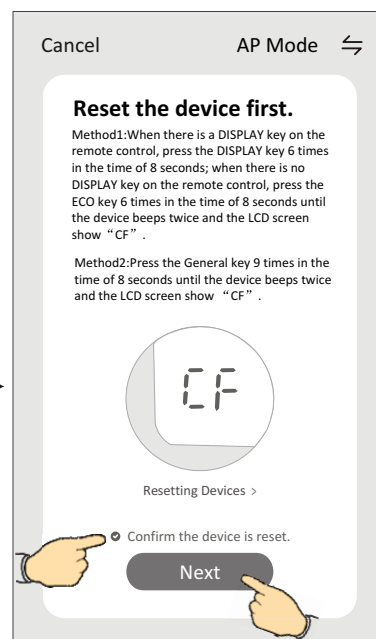 Cancel AP Mode
Reset the device first.
Method1:When there is a DISPLAY key on the
remote control, press the DISPLAY key 6 times
in the time of 8 seconds; when there is no
DISPLAY key on the remote control, press the
ECO key 6 times in the time of 8 seconds until
the device beeps twice and the LCD screen
show “CF”.
Method2:Press the General key 9 times in the
time of 8 seconds until the device beeps twice
and the LCD screen show “CF”.
CF
Resetting Devices >
Confirm the device is reset.
Next